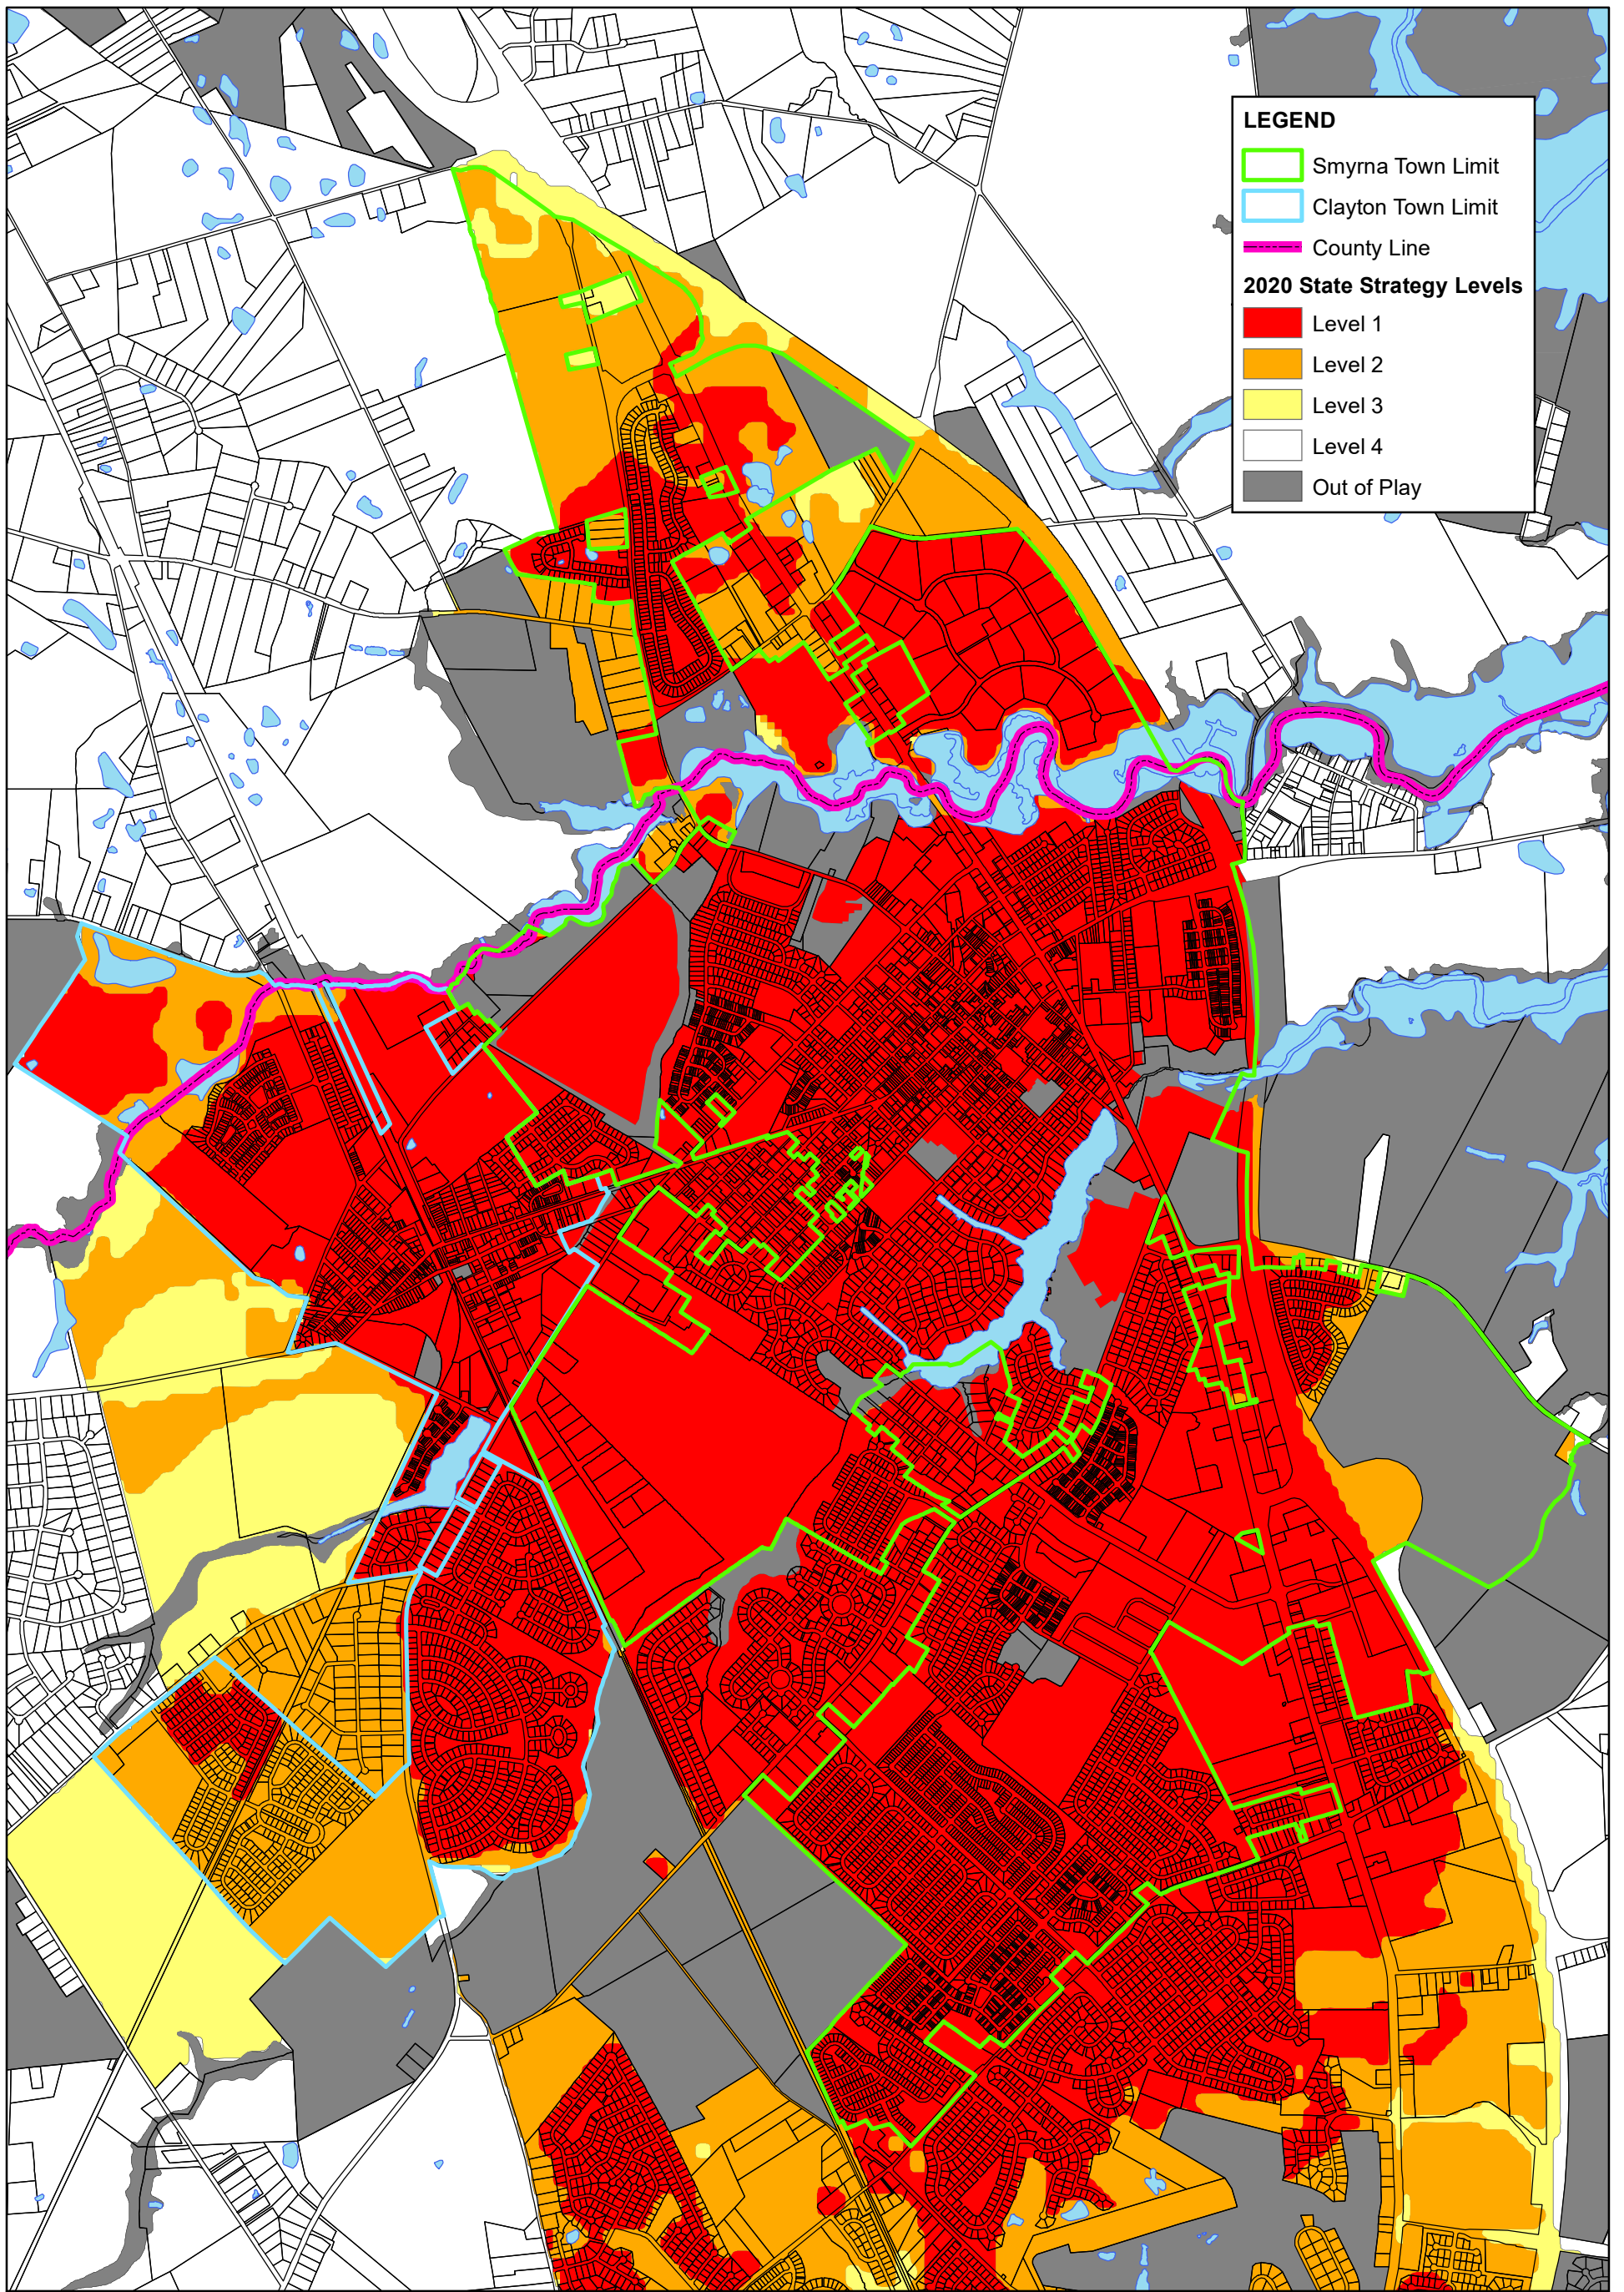 LEGEND
Smyrna Town Limit
Clayton Town Limit
County Line
2020 State Strategy Levels
Level 1
Level 2
Level 3
Level 4
Out of Play